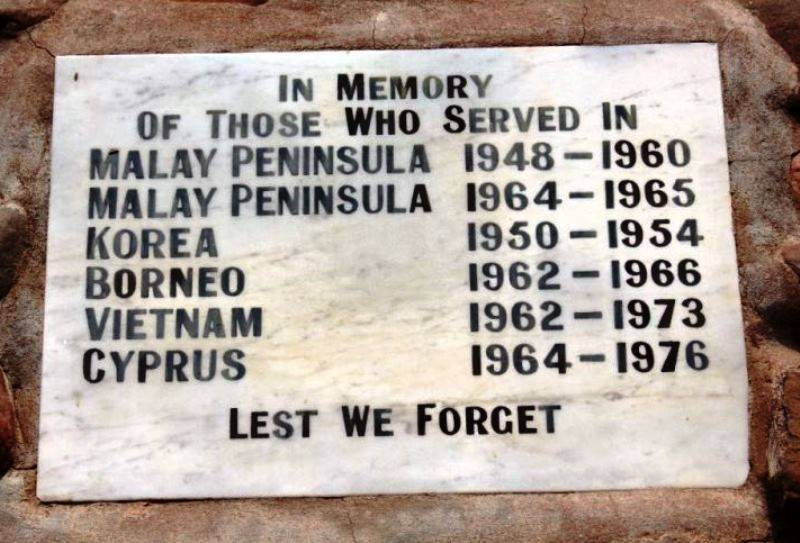 IN MEMORY
OF THOSE WHO SERVED IN
MALAY PENINSULA 1948 – 1960
MALAY PENINSULA 1964 – 1965
KOREA 1950 – 1954
BORNEO 1962 – 1966
VIETNAM 1962 – 1973
CYPRUS 1964 – 1976
LEST WE FORGET